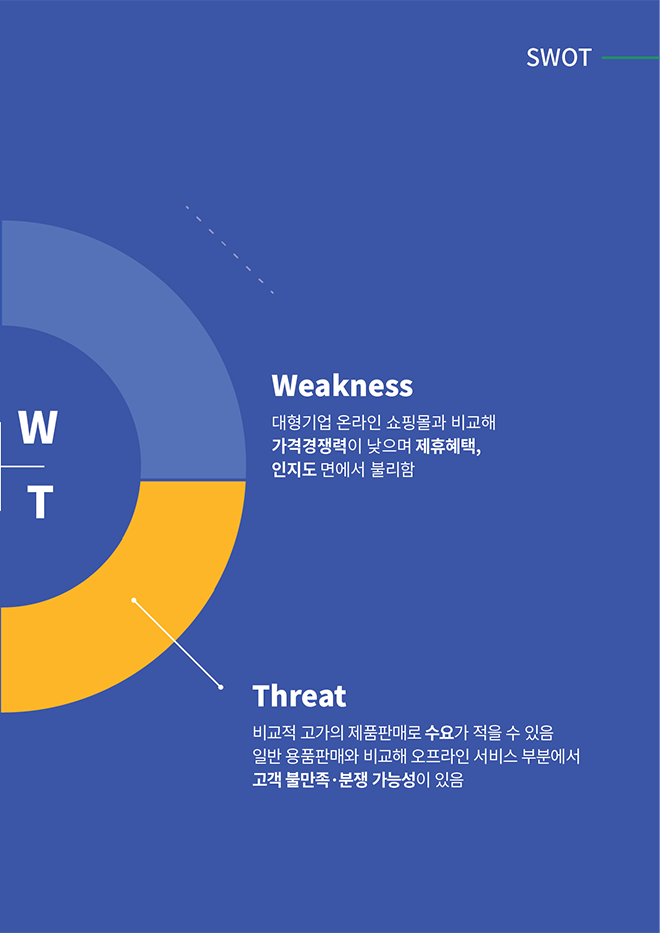 SWOT
W
T
Weakness
대형기업 온라인 쇼핑몰과 비교해
가격경쟁력이 낮으며 제휴혜택,
인지도 면에서 불리함
Threat
비교적 고가의 제품판매로 수요가 적을 수 있음
일반 용품판매와 비교해 오프라인 서비스 부분에서
고객 불만족·분쟁 가능성이 있음